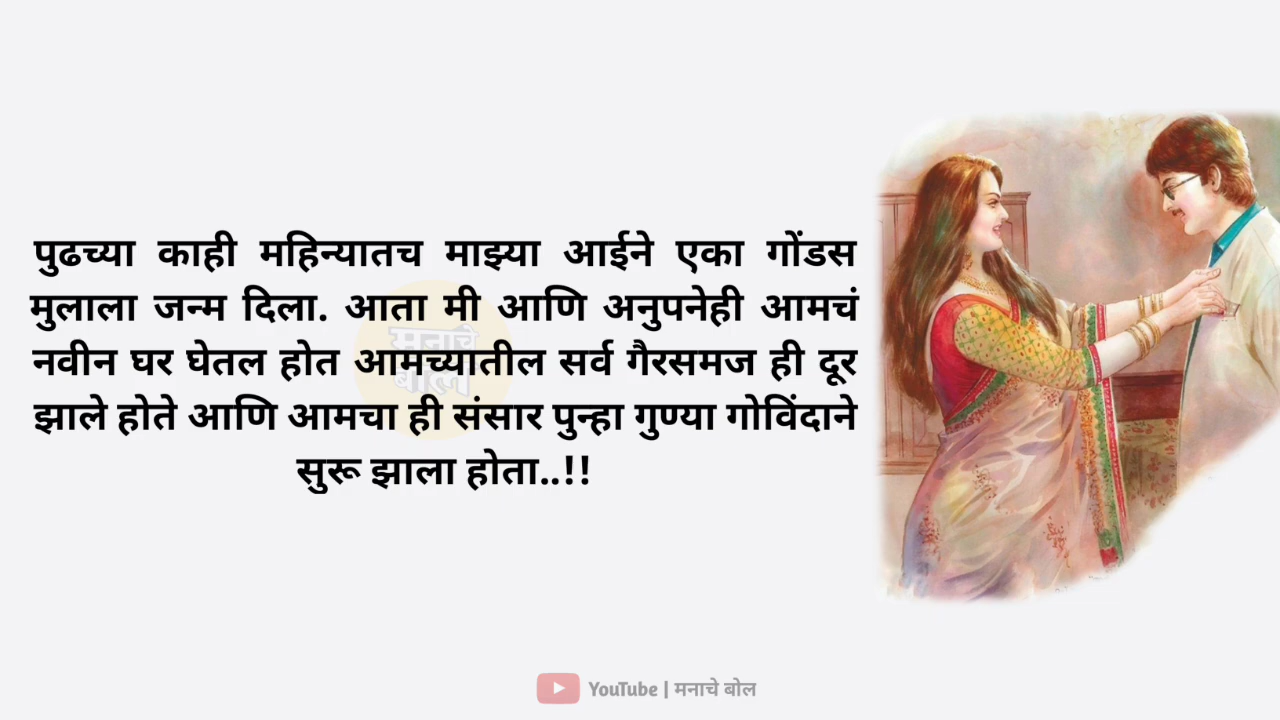 पुढच्या काही महिन्यातच माझ्या आईने एका गोंडस
मुलाला जन्म दिला. आता मी आणि अनुपनेही आमचं
नवीन घर घेतल होत आमच्यातील सर्व गैरसमज ही दूर
झाले होते आणि आमचा ही संसार पुन्हा गुण्या गोविंदाने
सुरू झाला होता..!!
मनाचे
बोल
YouTube | मनाचे बोल